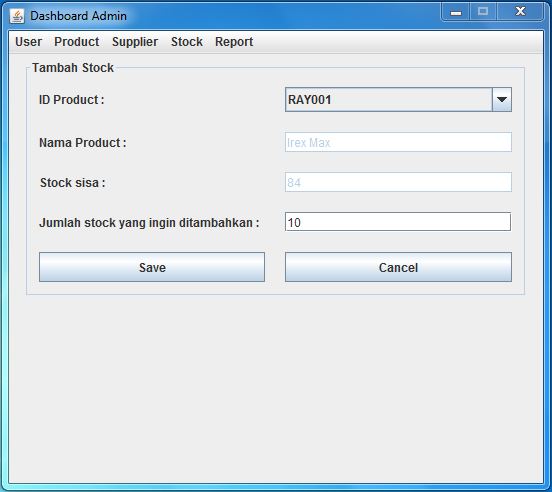 Dashboard Admin
User Product Supplier Stock Report
Tambah Stock
ID Product : RAY001
Nama Product : Irex Max
Stock sisa : 84
Jumlah stock yang ingin ditambahkan : 10
Save Cancel